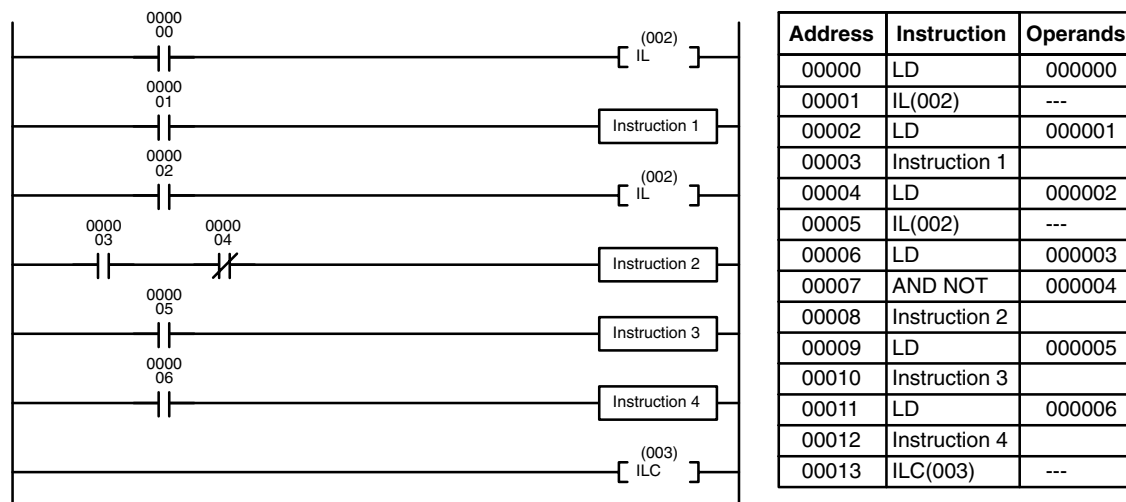 0000
00
(002)
IL
0000
01
Instruction 1
0000
02
(002)
IL
0000 0000
03 04
Instruction 2
0000
05
Instruction 3
0000
06
Instruction 4
(003)
ILC
Address Instruction Operands
00000 LD 000000
00001 IL(002) ---
00002 LD 000001
00003 Instruction 1
00004 LD 000002
00005 IL(002) ---
00006 LD 000003
00007 AND NOT 000004
00008 Instruction 2
00009 LD 000005
00010 Instruction 3
00011 LD 000006
00012 Instruction 4
00013 ILC(003) ---